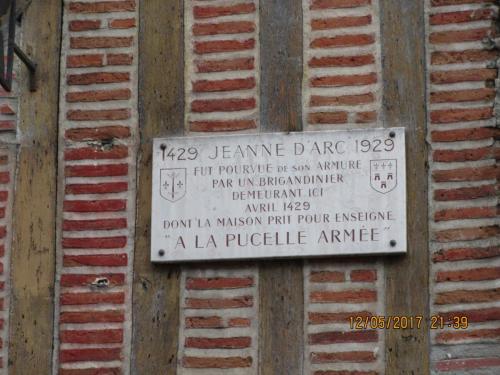 1429 JEANNE D'ARC 1929
FUT POURVUE DE SON ARMURE
PAR UN BRIGANDINIER
DEMEURANT ICI
AVRIL 1429
DONT LA MAISON PRIT POUR ENSEIGNE
"A LA PUCELLE ARMÉE"
12/05/2017 21:39